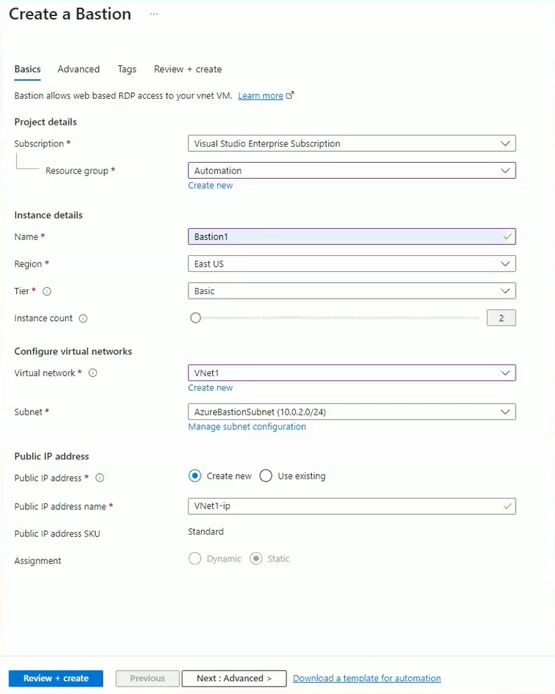 Create a Bastion ...
Basics Advanced Tags Review + create
Bastion allows web based RDP access to your vnet VM. Learn more
Project details
Subscription * Visual Studio Enterprise Subscription
Resource group * Automation
Create new
Instance details
Name * Bastion1
Region * East US
Tier * Basic
Instance count 2
Configure virtual networks
Virtual network * VNet1
Create new
Subnet * AzureBastionSubnet (10.0.2.0/24)
Manage subnet configuration
Public IP address
Public IP address * Create new Use existing
Public IP address name * VNet1-ip
Public IP address SKU Standard
Assignment Dynamic Static
Review + create Previous Next : Advanced > Download a template for automation